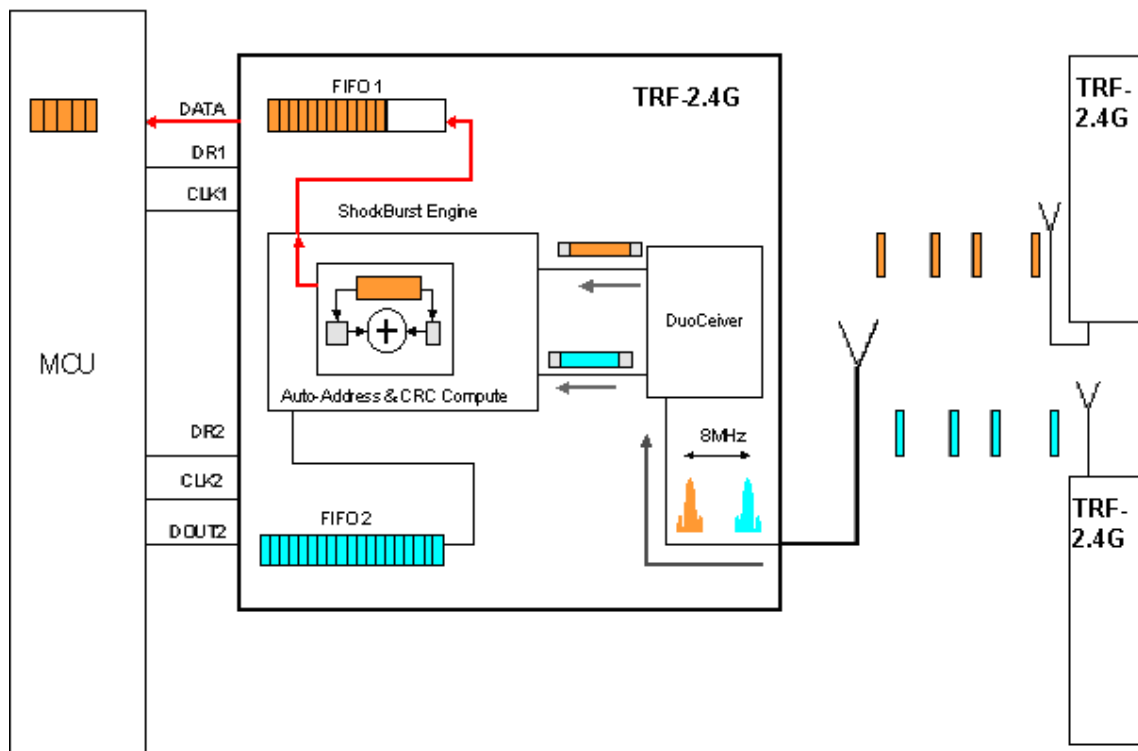 FIFO 1
TRF-2.4G
TRF-
2.4G
DATA
DR1
CLK1
ShockBurst Engine
DuoCeiver
MCU
Auto-Address & CRC Compute
DR2
8MHz
CLK2
FIFO 2
DOUT2
TRF-
2.4G